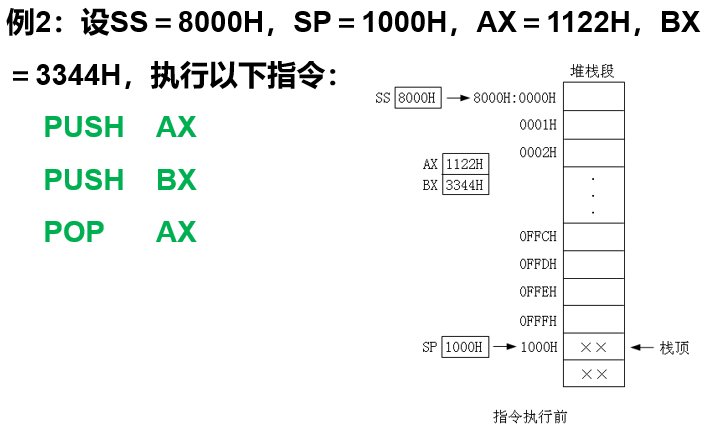 例2：设SS＝8000H，SP＝1000H，AX＝1122H，BX
＝3344H，执行以下指令：
PUSH AX
PUSH BX
POP AX
堆栈段
SS 8000H 8000H:0000H
0001H
0002H
AX 1122H
BX 3344H
0FFCH
0FFDH
0FFEH
0FFFH
SP 1000H 1000H ×× 栈顶
××
指令执行前